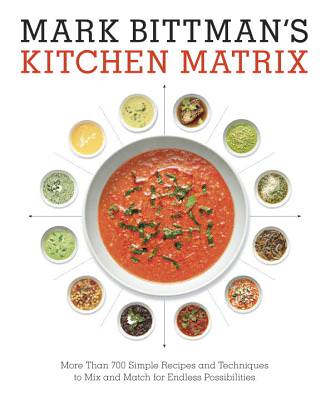 MARK BITTMAN'S
KITCHEN MATRIX
More Than 700 Simple Recipes and Techniques
to Mix and Match for Endless Possibilities